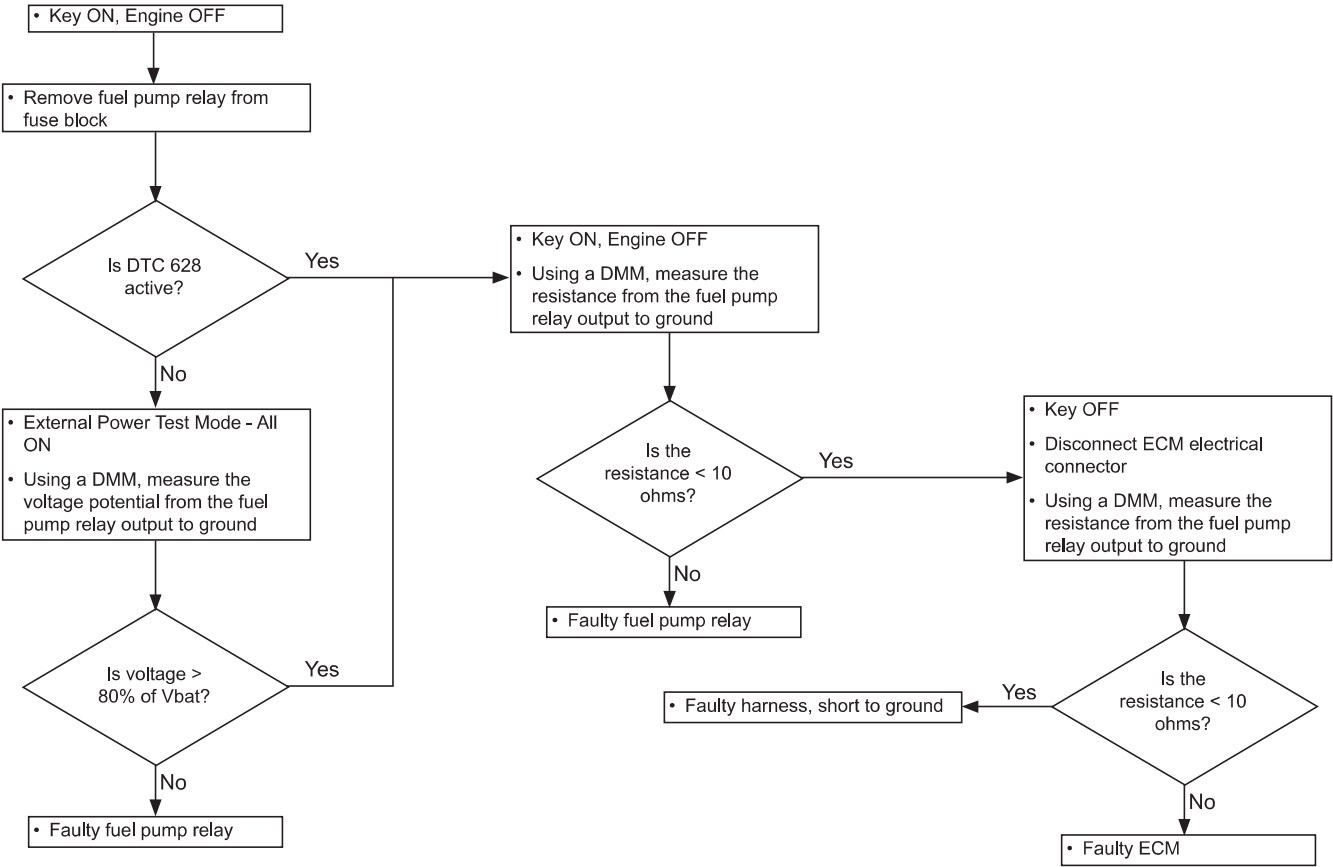 • Key ON, Engine OFF
• Remove fuel pump relay from
fuse block
Is DTC 628
active?
Yes
No
• External Power Test Mode - All
ON
• Using a DMM, measure the
voltage potential from the fuel
pump relay output to ground
Is voltage >
80% of Vbat?
Yes
No
• Faulty fuel pump relay
• Key ON, Engine OFF
• Using a DMM, measure the
resistance from the fuel pump
relay output to ground
Is the
resistance < 10
ohms?
Yes
No
• Faulty fuel pump relay
• Key OFF
• Disconnect ECM electrical
connector
• Using a DMM, measure the
resistance from the fuel pump
relay output to ground
Is the
resistance < 10
ohms?
Yes
• Faulty harness, short to ground
No
• Faulty ECM